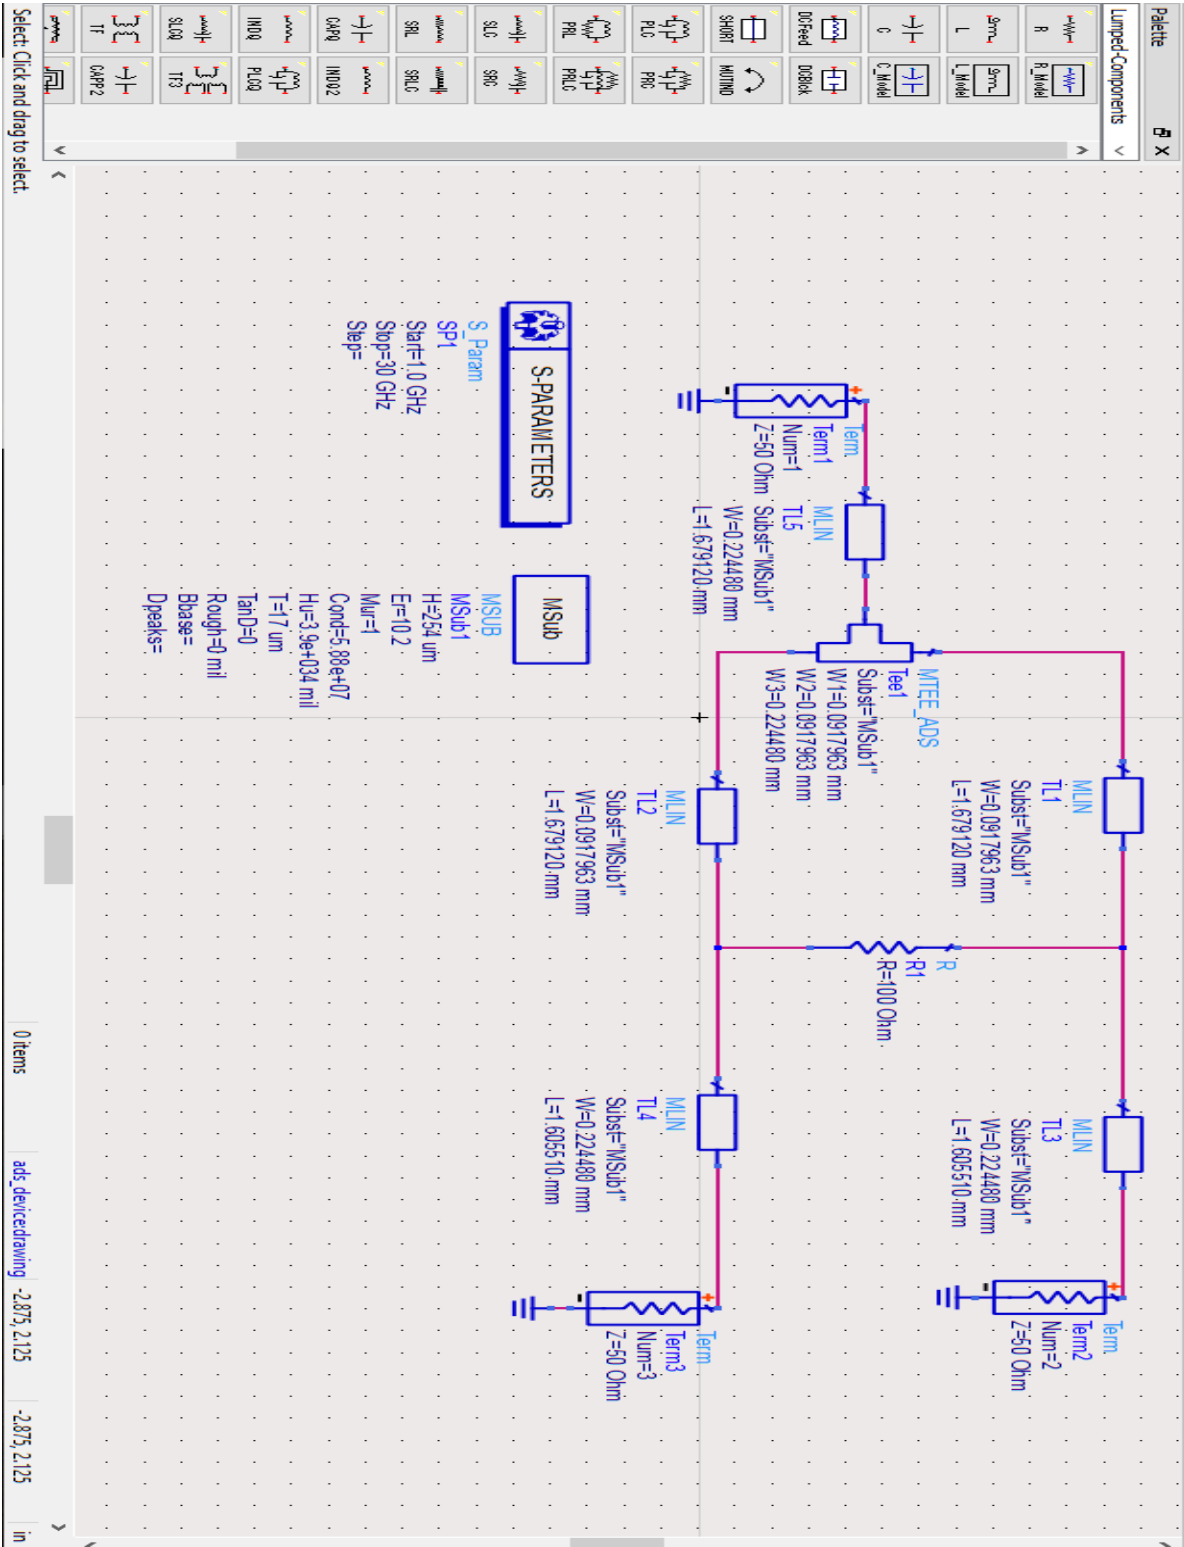 Palette
Lumped-Components
R
R_Model
L
L_Model
C
C_Model
DCFeed
DCBlck
SHORT
MUTIND
PLC
PRC
PRL
PRLC
SLC
SRC
SRL
SRLC
CAPQ
INDQ2
INDQ
PLCQ
SLCQ
TF3
TF
CAPP2
Term
Term1
Num=1
Z=50 Ohm
MLIN
TL5
Subst="MSub1"
W=0.224480 mm
L=1.679120 mm
MTEE_ADS
Tee1
Subst="MSub1"
W1=0.0917963 mm
W2=0.0917963 mm
W3=0.224480 mm
MLIN
TL1
Subst="MSub1"
W=0.0917963 mm
L=1.679120 mm
MLIN
TL2
Subst="MSub1"
W=0.0917963 mm
L=1.679120 mm
R
R1
R=100 Ohm
MLIN
TL3
Subst="MSub1"
W=0.224480 mm
L=1.605510 mm
MLIN
TL4
Subst="MSub1"
W=0.224480 mm
L=1.605510 mm
Term
Term2
Num=2
Z=50 Ohm
Term
Term3
Num=3
Z=50 Ohm
S-PARAMETERS
S_Param
SP1
Start=1.0 GHz
Stop=30 GHz
Step=
MSub
MSUB
MSub1
H=254 um
Er=10.2
Mur=1
Cond=5.88e+07
Hu=3.9e+034 mil
T=17 um
TanD=0
Rough=0 mil
Bbase=
Dpeaks=
Select: Click and drag to select.
0 items
ads_device:drawing
-2.875, 2.125
-2.875, 2.125
in